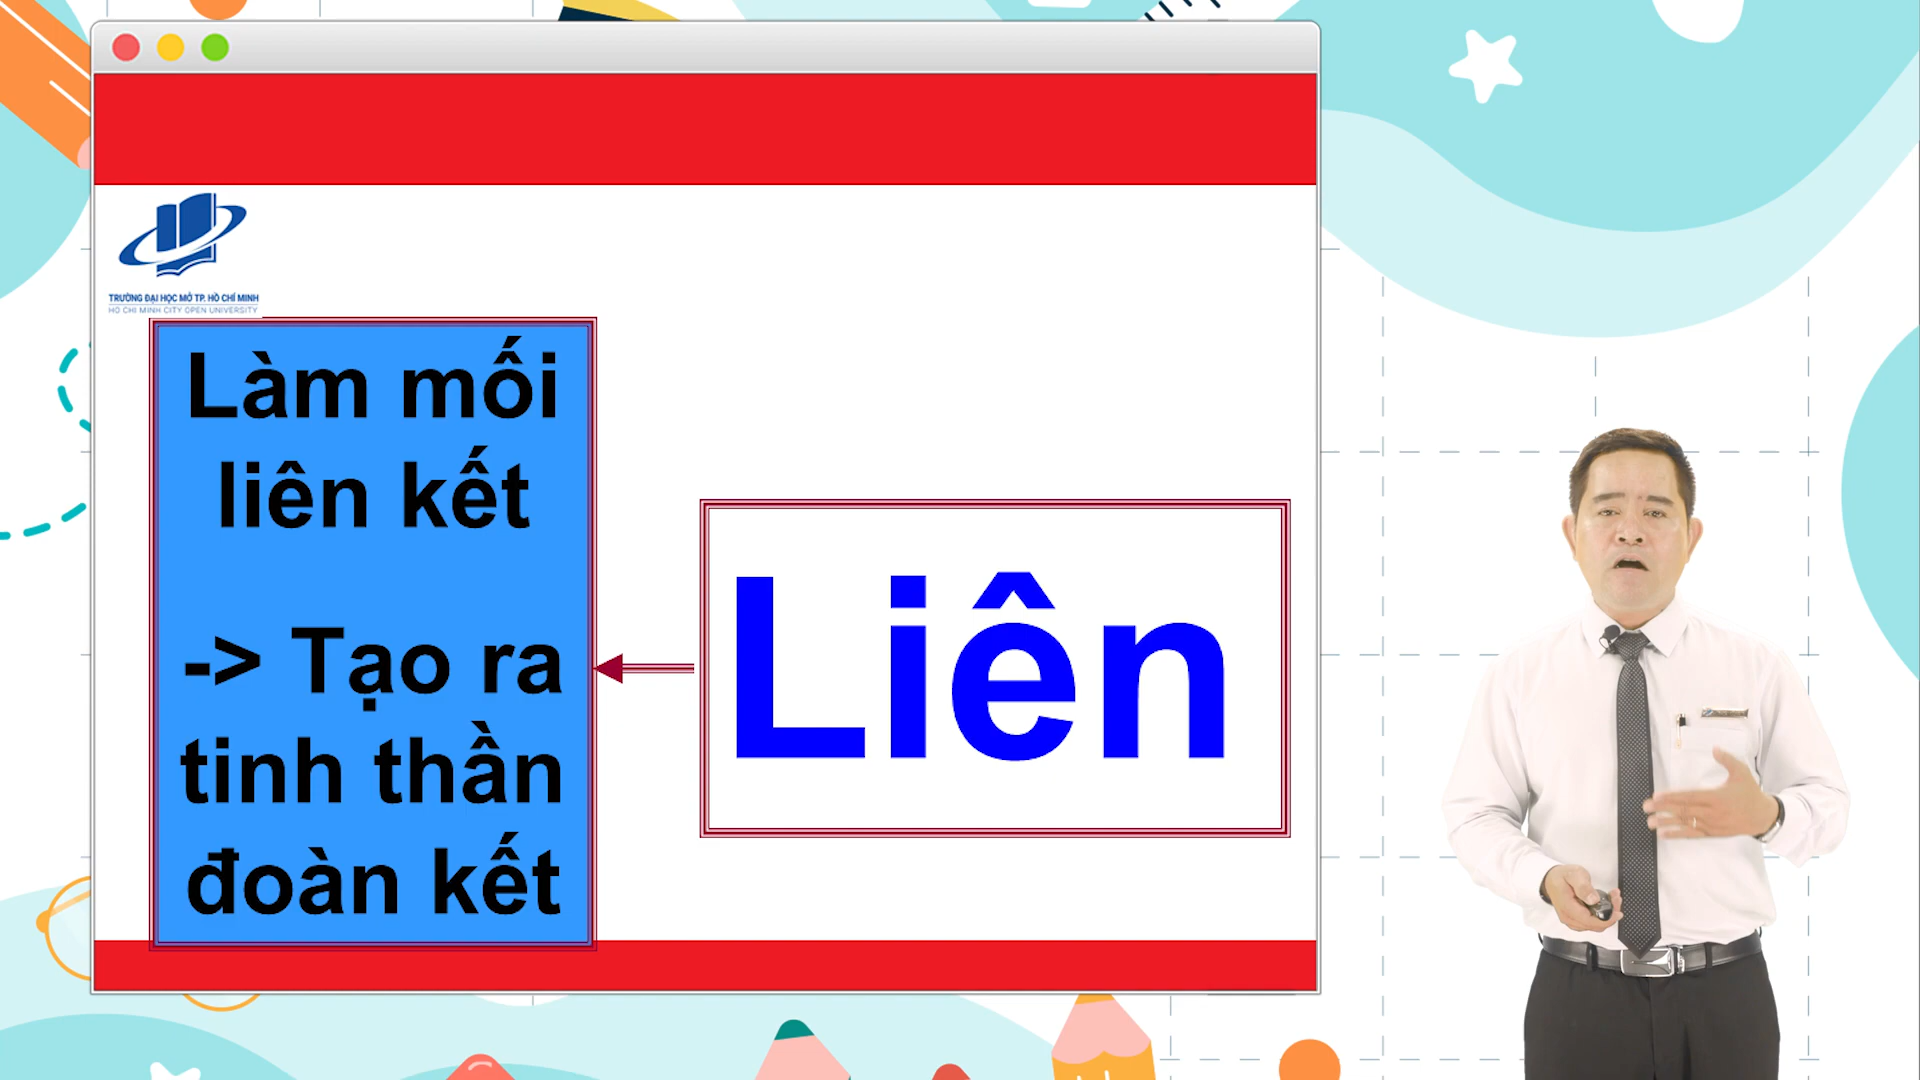 TRƯỜNG ĐẠI HỌC MỞ TP. HỒ CHÍ MINH
HO CHI MINH CITY OPEN UNIVERSITY
Làm mối
liên kết
-> Tạo ra
tinh thần
đoàn kết
Liên